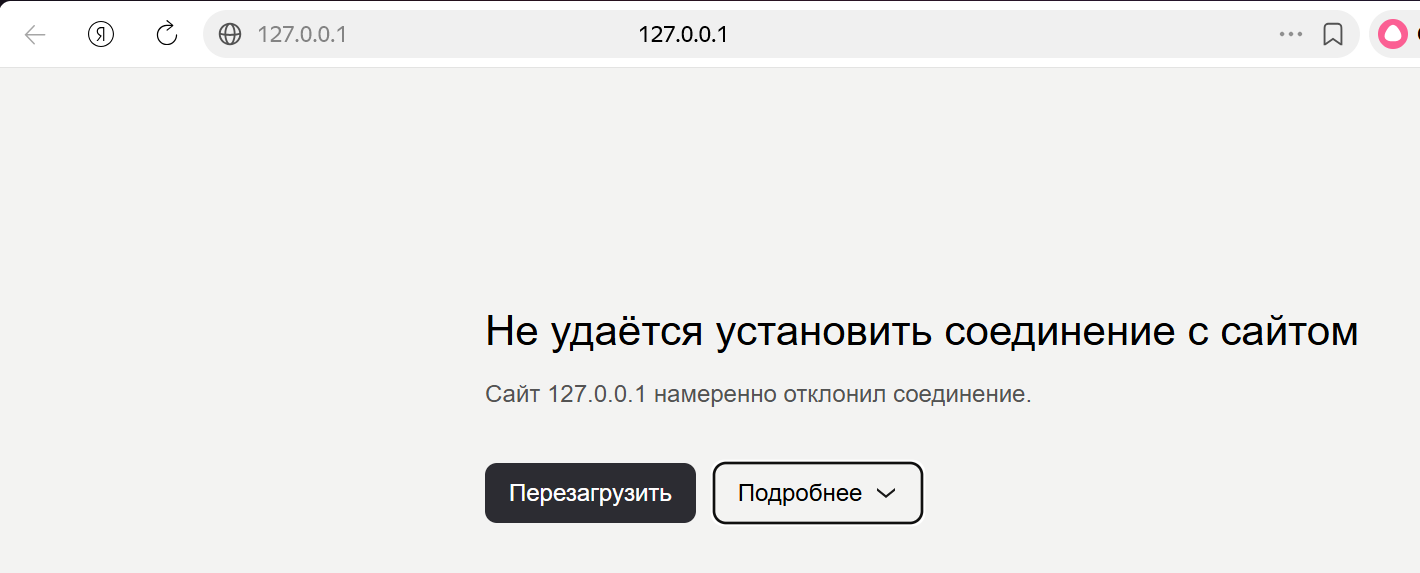 Я 127.0.0.1 127.0.0.1
Не удаётся установить соединение с сайтом
Сайт 127.0.0.1 намеренно отклонил соединение.
Перезагрузить Подробнее